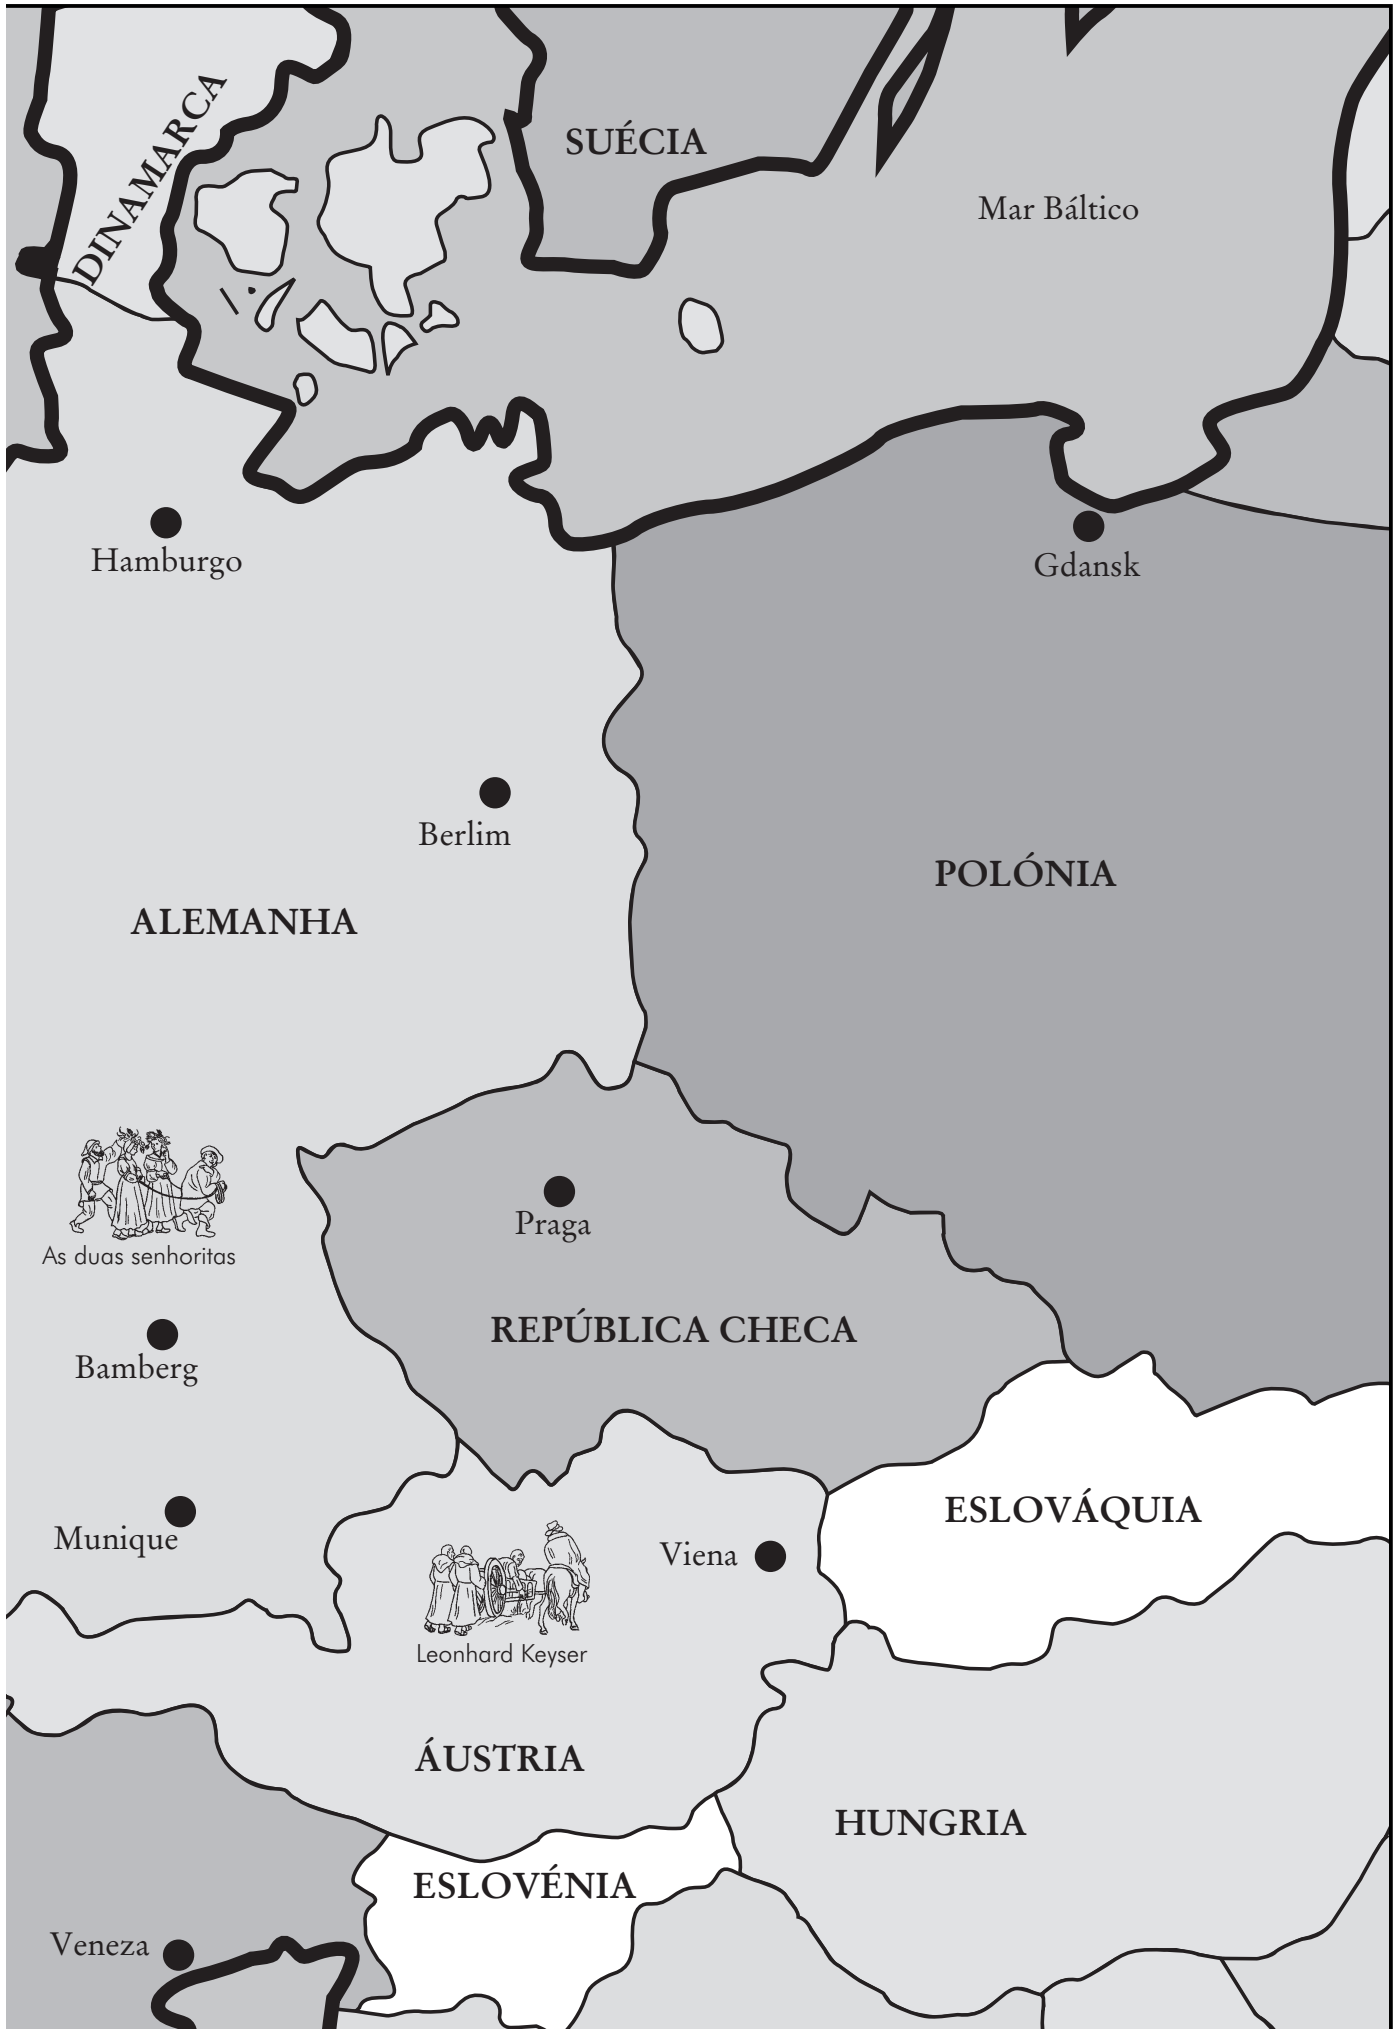 DINAMARCA
SUÉCIA
Mar Báltico
Hamburgo
Gdansk
Berlim
POLÓNIA
ALEMANHA
Praga
As duas senhoritas
REPÚBLICA CHECA
Bamberg
ESLOVÁQUIA
Munique
Viena
Leonhard Keyser
ÁUSTRIA
HUNGRIA
ESLOVÉNIA
Veneza